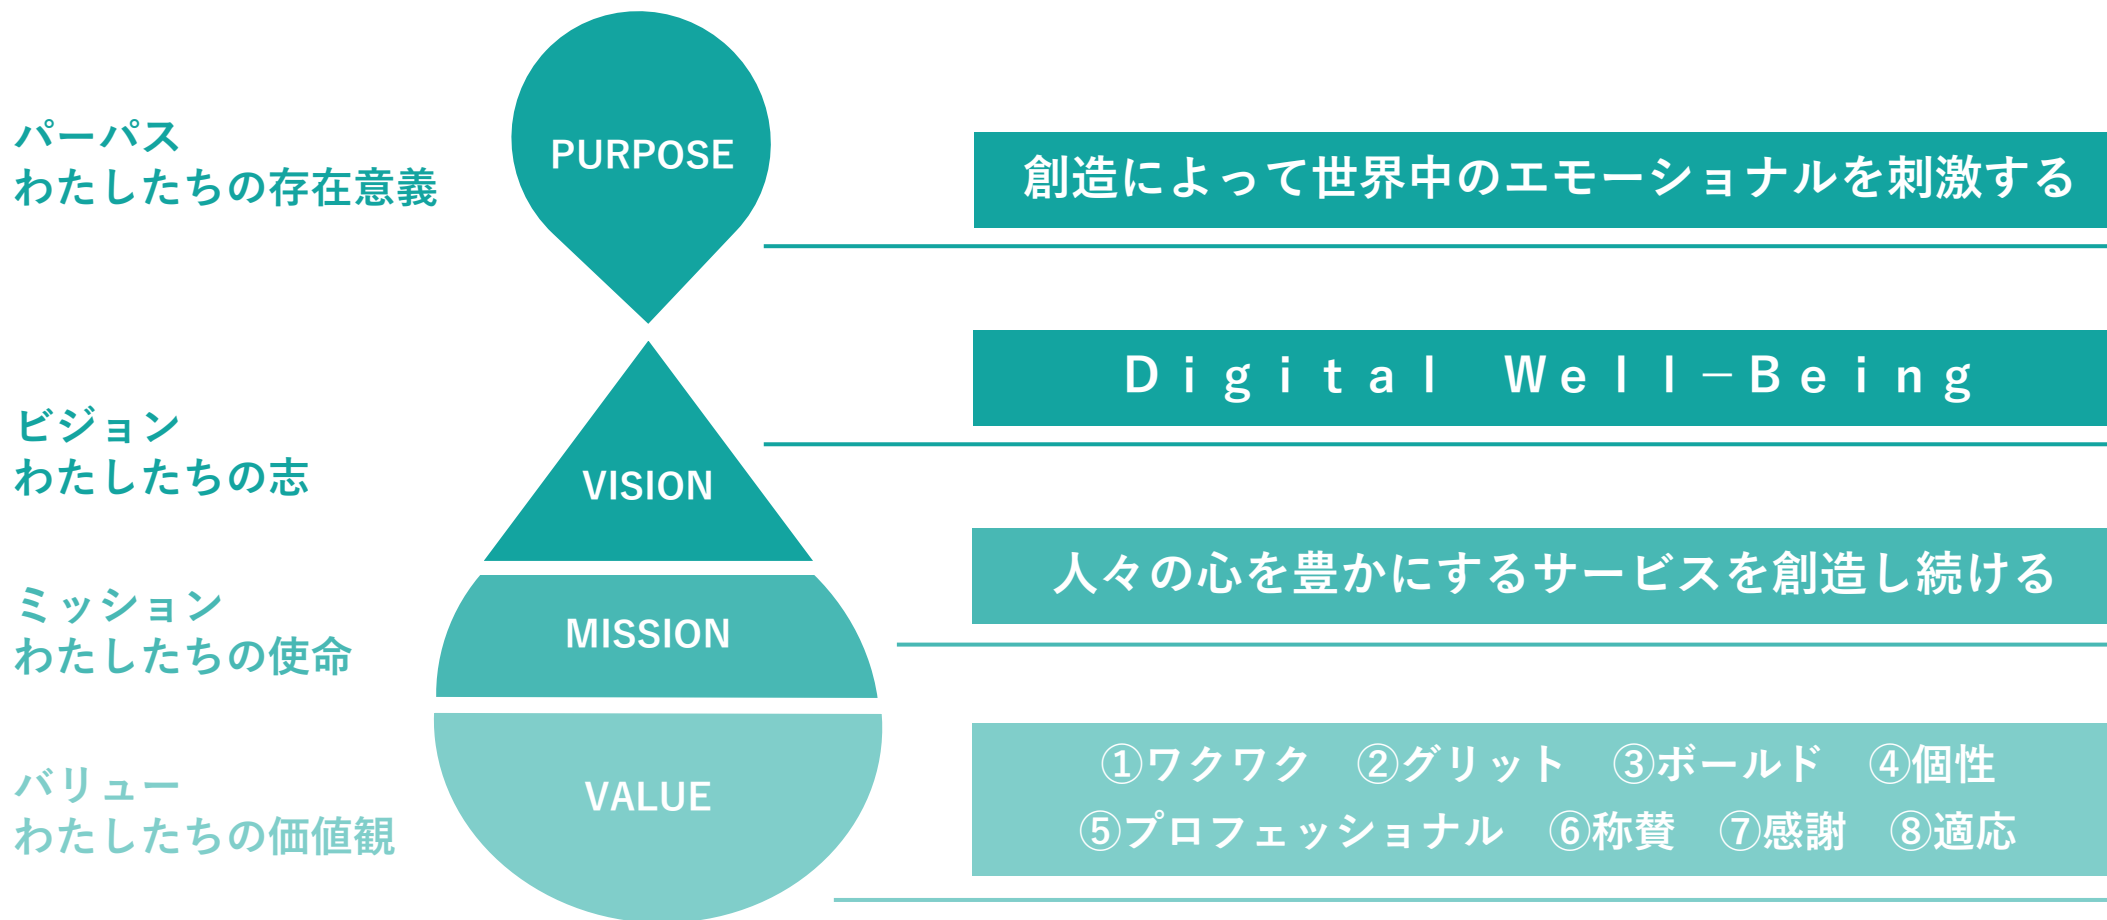 パーパス
わたしたちの存在意義
PURPOSE
創造によって世界中のエモーショナルを刺激する
ビジョン
わたしたちの志
VISION
Ｄｉｇｉｔａｌ　Ｗｅｌｌ－Ｂｅｉｎｇ
ミッション
わたしたちの使命
MISSION
人々の心を豊かにするサービスを創造し続ける
バリュー
わたしたちの価値観
VALUE
①ワクワク　②グリット　③ボールド　④個性
⑤プロフェッショナル　⑥称賛　⑦感謝　⑧適応